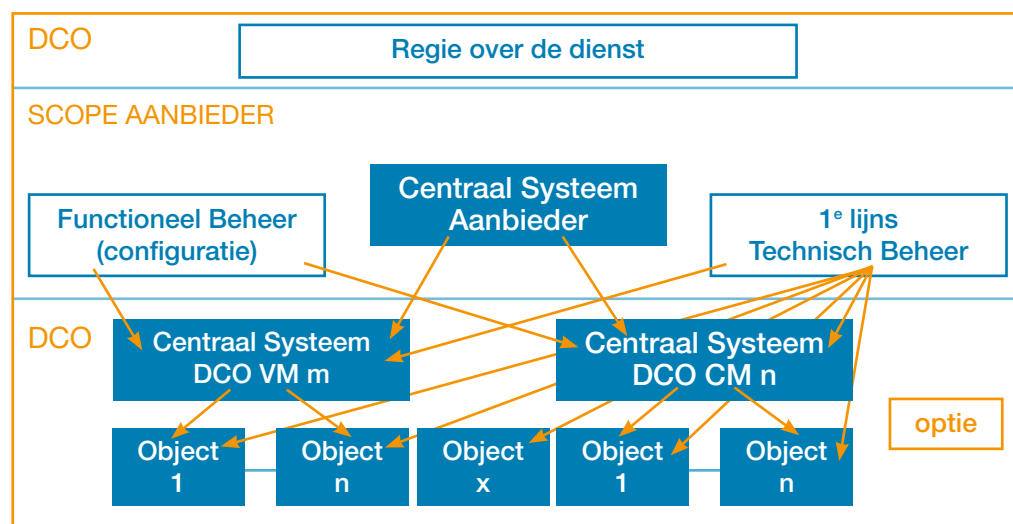 DCO
Regie over de dienst
SCOPE AANBIEDER
Centraal Systeem
Aanbieder
Functioneel Beheer
(configuratie)
1e lijns
Technisch Beheer
DCO
Centraal Systeem
DCO VM m
Centraal Systeem
DCO CM n
optie
Object
1
Object
n
Object
x
Object
1
Object
n